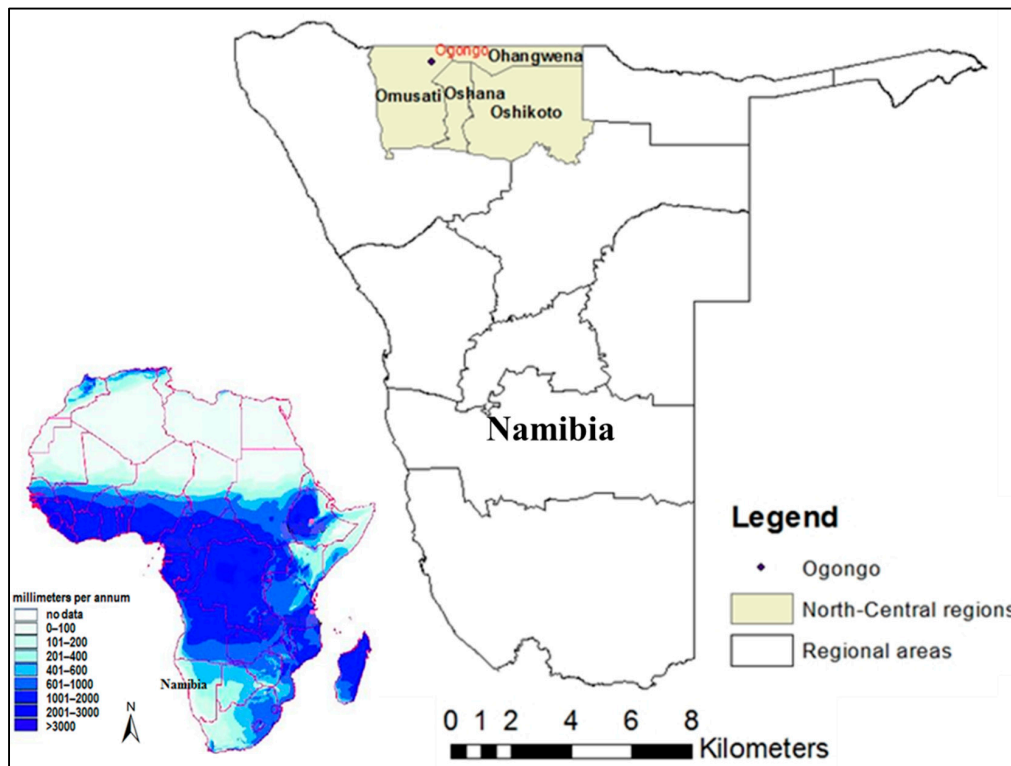 Ogongo
Ohangwena
Omusati
Oshana
Oshikoto
Namibia
Legend
Ogongo
North-Central regions
Regional areas
millimeters per annum
no data
0–100
101–200
201–400
401–600
601–1000
1001–2000
2001–3000
>3000
Namibia
N
0 1 2 4 6 8
Kilometers